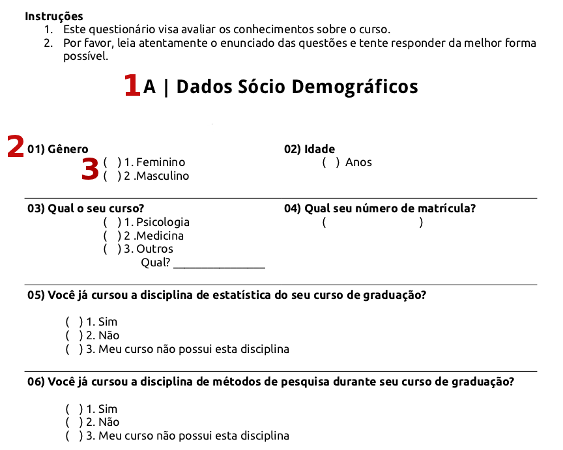 Instruções
1. Este questionário visa avaliar os conhecimentos sobre o curso.
2. Por favor, leia atentamente o enunciado das questões e tente responder da melhor forma
possível.
1 A | Dados Sócio Demográficos
2 01) Gênero
3 ( ) 1. Feminino
( ) 2 .Masculino
02) Idade
( ) Anos
03) Qual o seu curso?
( ) 1. Psicologia
( ) 2 .Medicina
( ) 3. Outros
Qual? _______________
04) Qual seu número de matrícula?
( )
05) Você já cursou a disciplina de estatística do seu curso de graduação?
( ) 1. Sim
( ) 2. Não
( ) 3. Meu curso não possui esta disciplina
06) Você já cursou a disciplina de métodos de pesquisa durante seu curso de graduação?
( ) 1. Sim
( ) 2. Não
( ) 3. Meu curso não possui esta disciplina